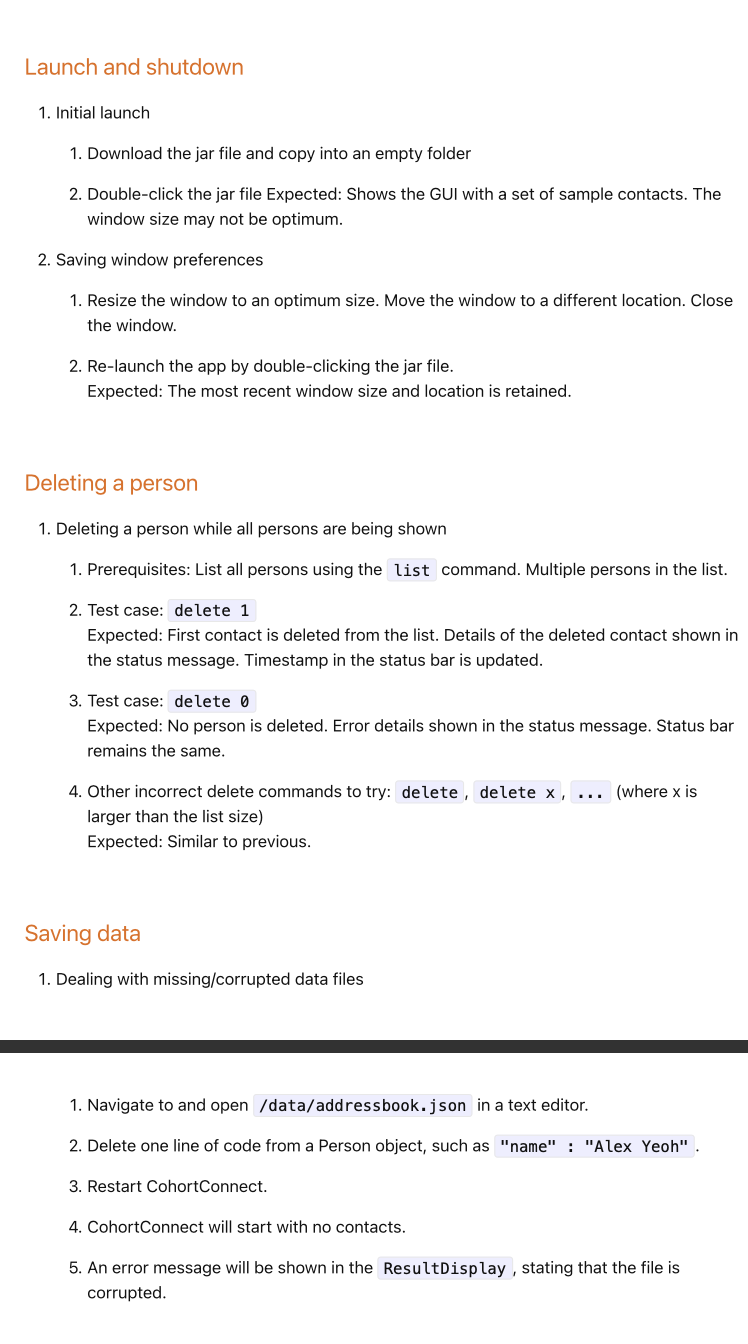 Launch and shutdown
1. Initial launch
1. Download the jar file and copy into an empty folder
2. Double-click the jar file Expected: Shows the GUI with a set of sample contacts. The
window size may not be optimum.
2. Saving window preferences
1. Resize the window to an optimum size. Move the window to a different location. Close
the window.
2. Re-launch the app by double-clicking the jar file.
Expected: The most recent window size and location is retained.
Deleting a person
1. Deleting a person while all persons are being shown
1. Prerequisites: List all persons using the list command. Multiple persons in the list.
2. Test case: delete 1
Expected: First contact is deleted from the list. Details of the deleted contact shown in
the status message. Timestamp in the status bar is updated.
3. Test case: delete 0
Expected: No person is deleted. Error details shown in the status message. Status bar
remains the same.
4. Other incorrect delete commands to try: delete, delete x, ... (where x is
larger than the list size)
Expected: Similar to previous.
Saving data
1. Dealing with missing/corrupted data files
1. Navigate to and open /data/addressbook.json in a text editor.
2. Delete one line of code from a Person object, such as "name" : "Alex Yeoh".
3. Restart CohortConnect.
4. CohortConnect will start with no contacts.
5. An error message will be shown in the ResultDisplay, stating that the file is
corrupted.